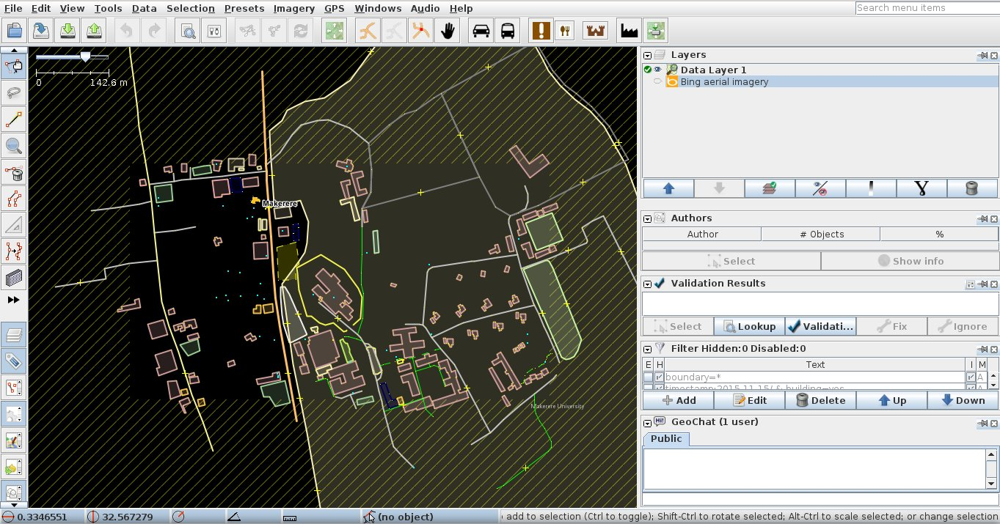 File Edit View Tools Data Selection Presets Imagery GPS Windows Audio Help
Search menu items
0 142.6 m
Makerere
Makerere University
Layers
Data Layer 1
Bing aerial imagery
Authors
Author # Objects %
Select Show info
Validation Results
Select Lookup Validati... Fix Ignore
Filter Hidden:0 Disabled:0
E H Text I M
boundary=* A
timestamp:2015-11-15/ & building=yes
Add Edit Delete Up Down
Hi! GeoChat (1 user)
Public
0.3346551 32.567279 (no object) add to selection (Ctrl to toggle); Shift-Ctrl to rotate selected; Alt-Ctrl to scale selected; or change selection